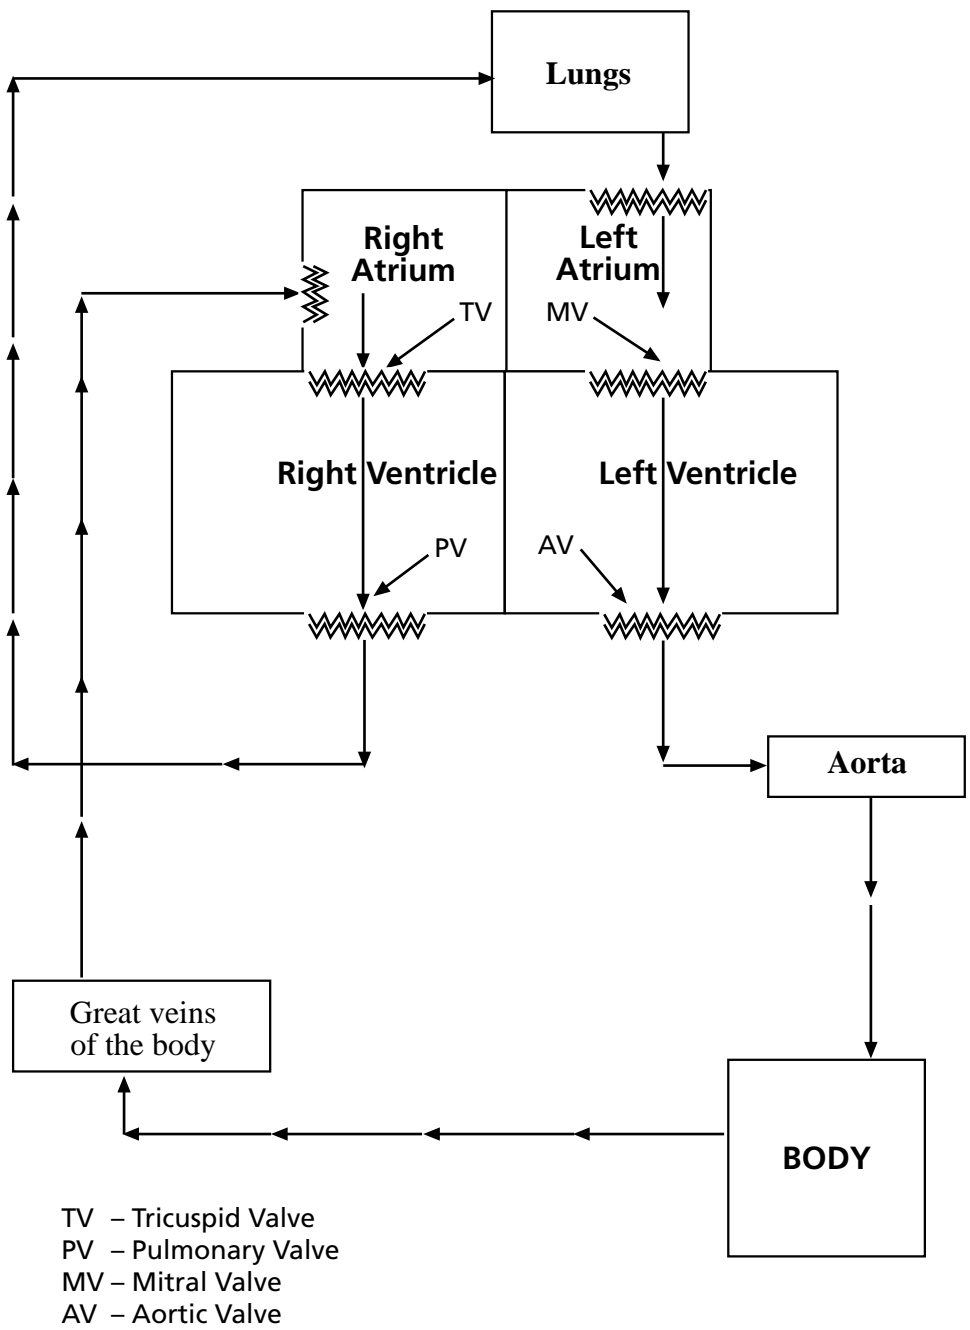 Lungs
Right
Atrium
Left
Atrium
TV
MV
Right Ventricle
Left Ventricle
PV
AV
Aorta
Great veins
of the body
BODY
TV – Tricuspid Valve
PV – Pulmonary Valve
MV – Mitral Valve
AV – Aortic Valve